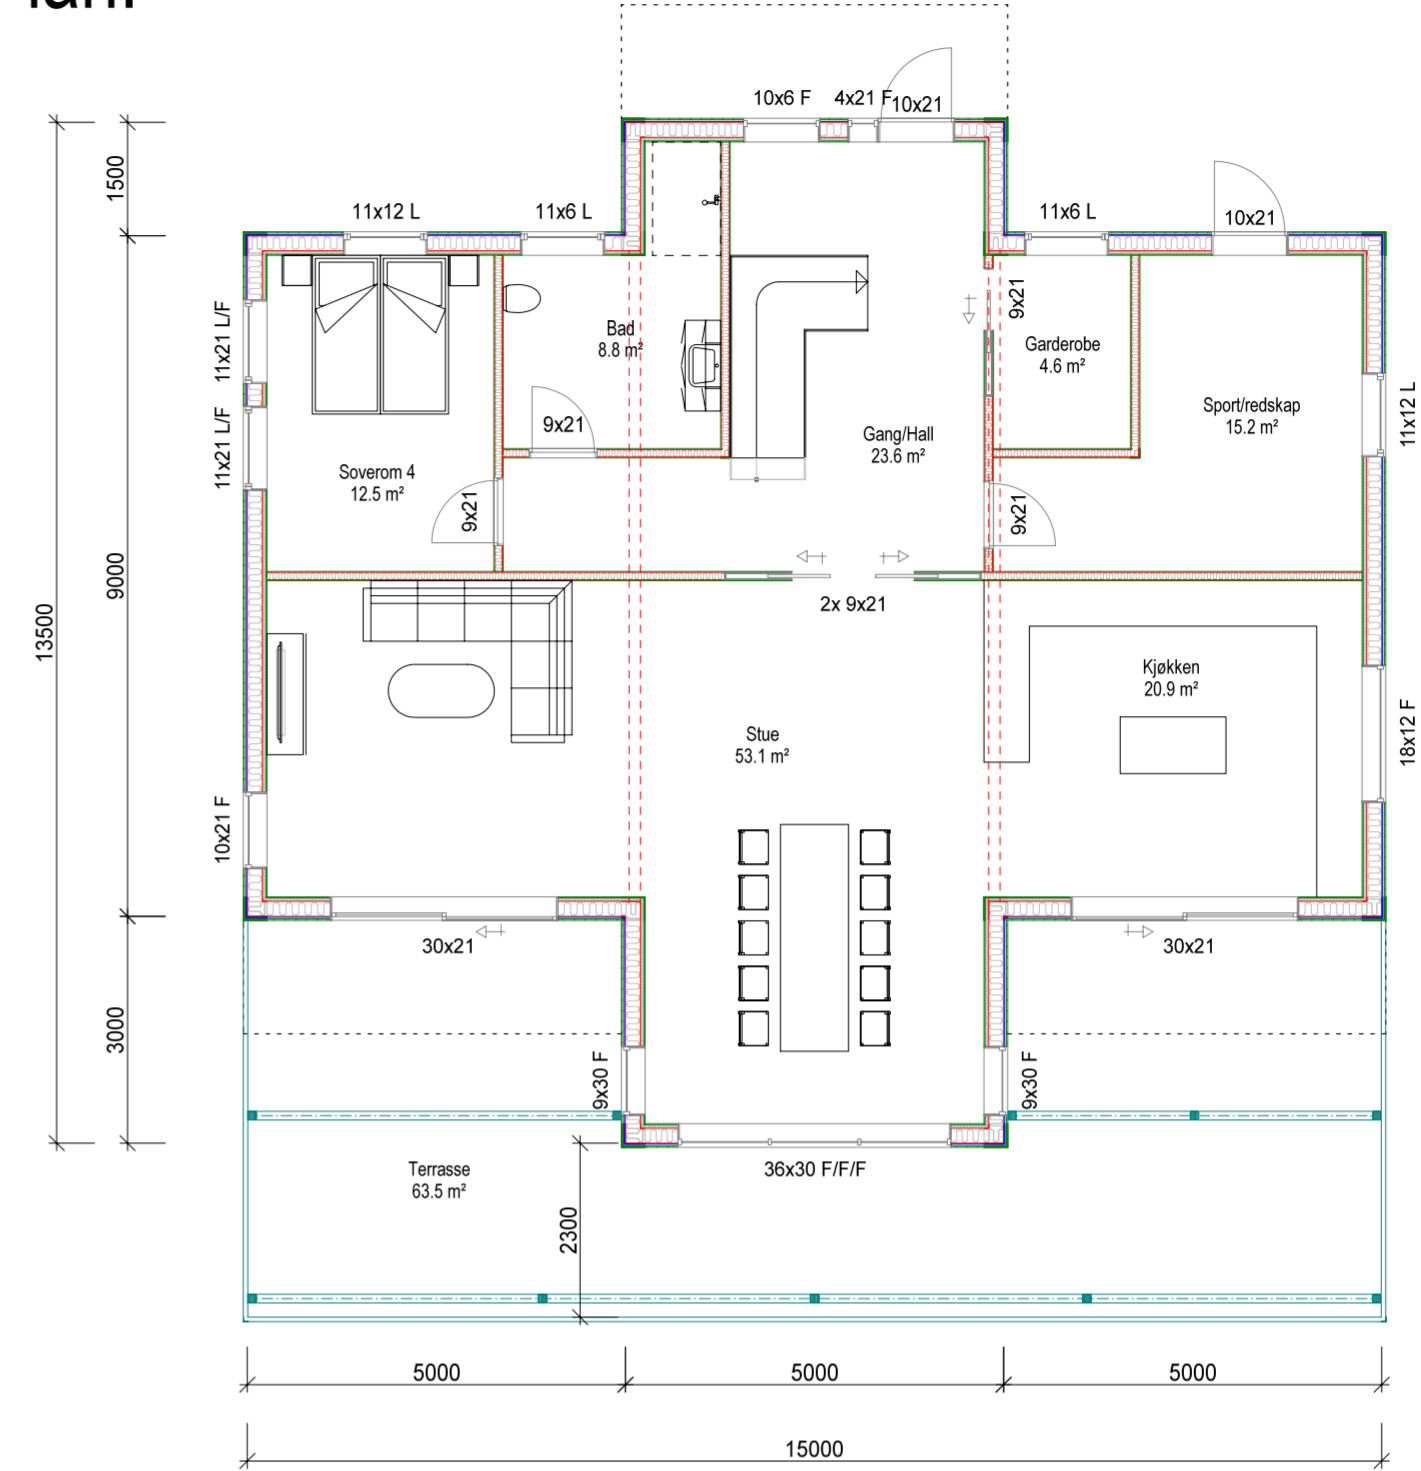 10x6 F
4x21 F
10x21
1500
11x12 L
11x6 L
11x6 L
10x21
11x21 L/F
9x21
Bad
8.8 m²
Garderobe
4.6 m²
11x21 L/F
9x21
Gang/Hall
23.6 m²
Sport/redskap
15.2 m²
11x12 L
Soverom 4
12.5 m²
9x21
9x21
9000
13500
2x 9x21
Kjøkken
20.9 m²
Stue
53.1 m²
18x12 F
10x21 F
30x21
30x21
3000
9x30 F
9x30 F
Terrasse
63.5 m²
36x30 F/F/F
2300
5000
5000
5000
15000